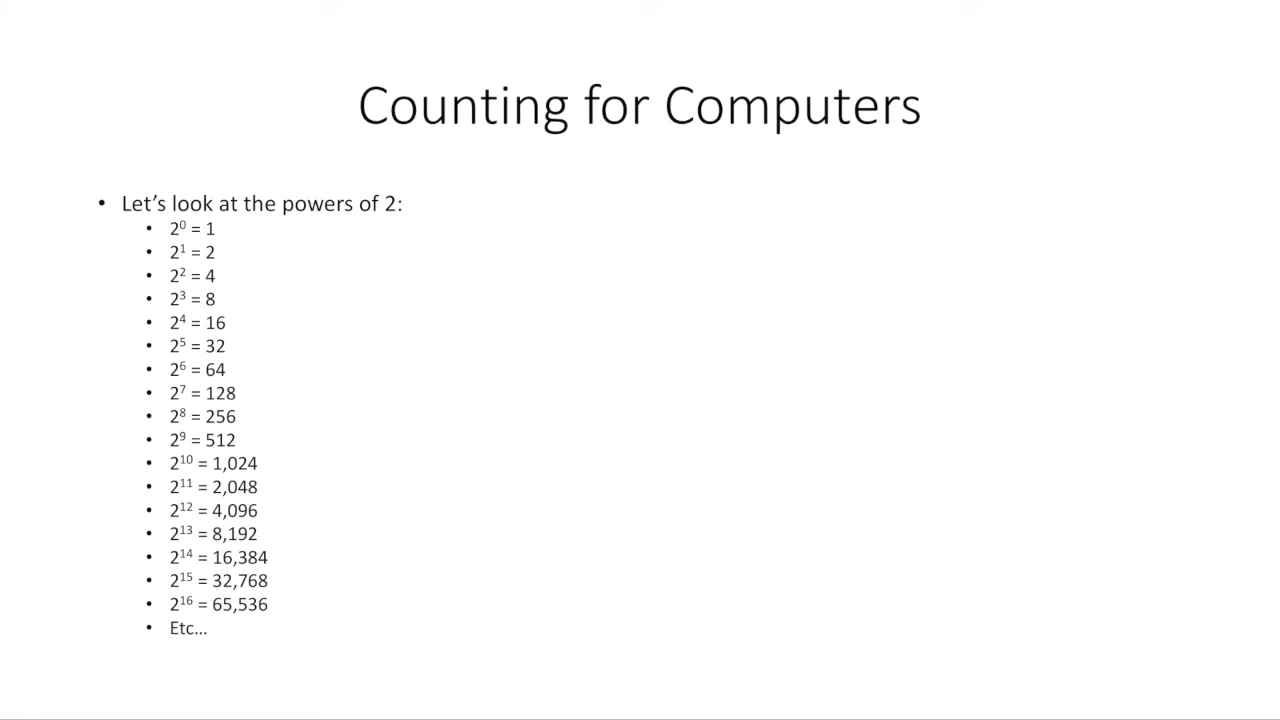 Counting for Computers
• Let's look at the powers of 2:
• 2⁰ = 1
• 2¹ = 2
• 2² = 4
• 2³ = 8
• 2⁴ = 16
• 2⁵ = 32
• 2⁶ = 64
• 2⁷ = 128
• 2⁸ = 256
• 2⁹ = 512
• 2¹⁰ = 1,024
• 2¹¹ = 2,048
• 2¹² = 4,096
• 2¹³ = 8,192
• 2¹⁴ = 16,384
• 2¹⁵ = 32,768
• 2¹⁶ = 65,536
• Etc…